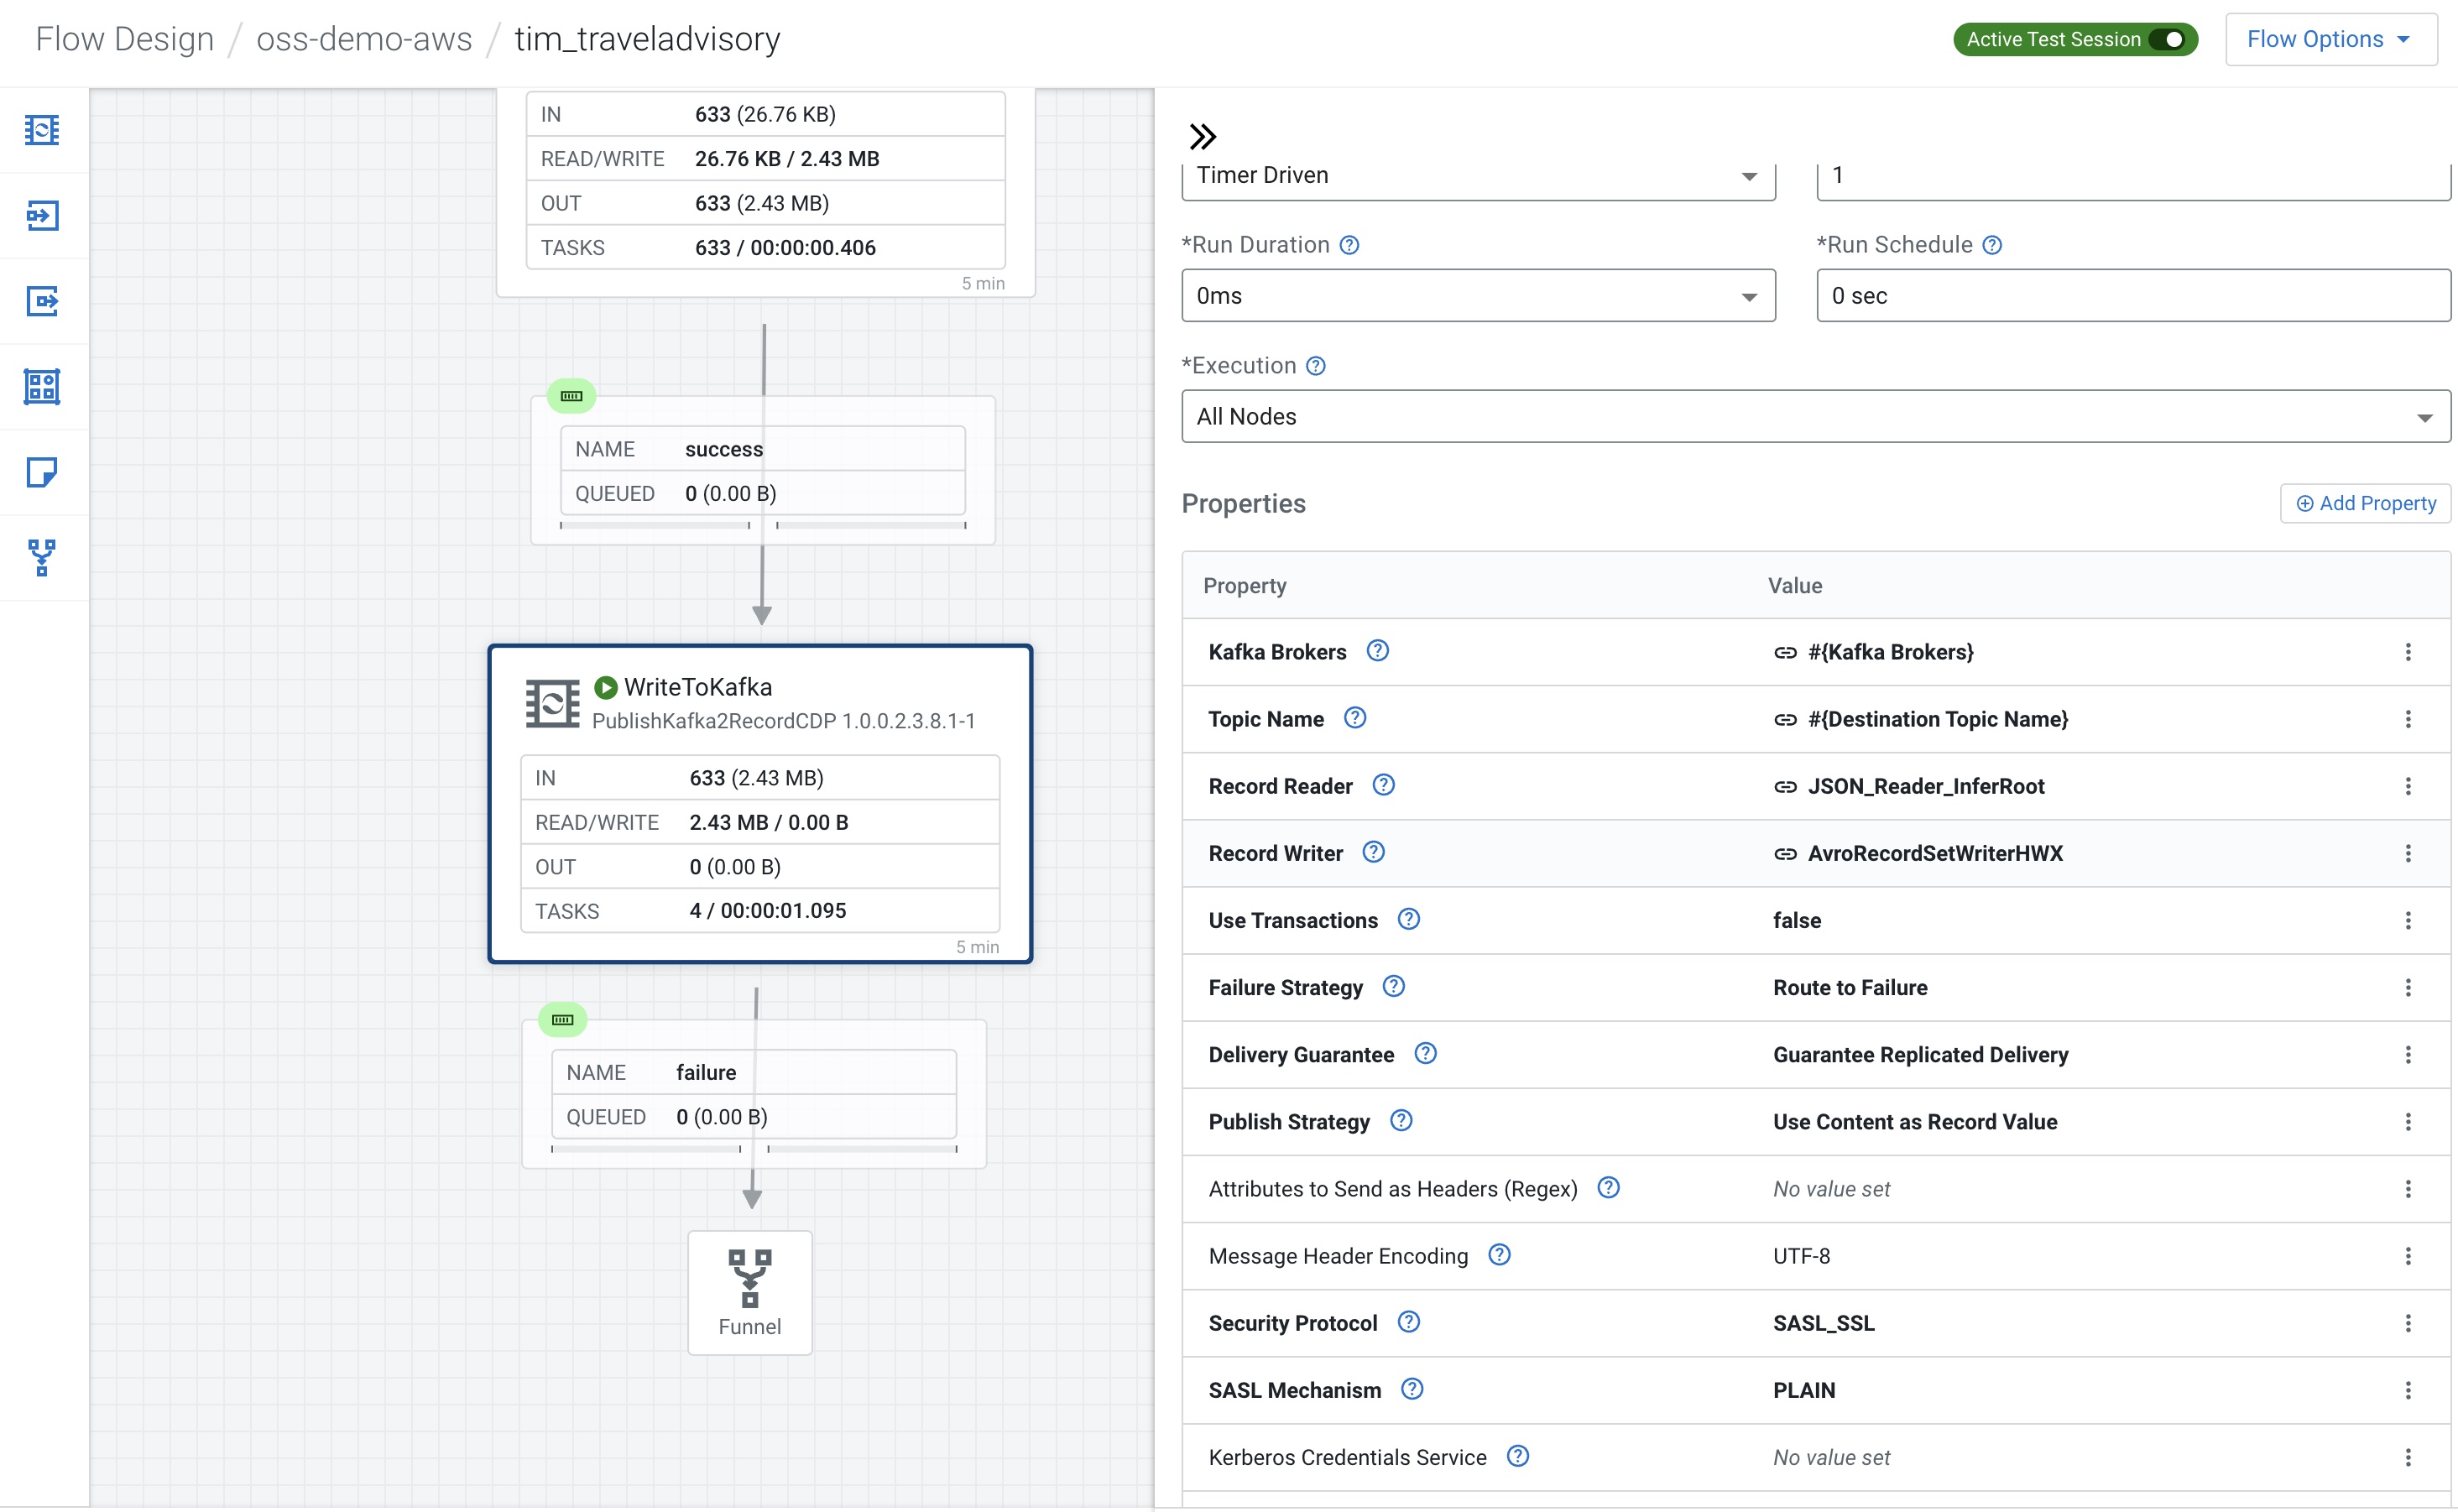 Flow Design / oss-demo-aws / tim_traveladvisory
Active Test Session
Flow Options
IN 633 (26.76 KB)
READ/WRITE 26.76 KB / 2.43 MB
OUT 633 (2.43 MB)
TASKS 633 / 00:00:00.406
5 min
NAME success
QUEUED 0 (0.00 B)
WriteToKafka
PublishKafka2RecordCDP 1.0.0.2.3.8.1-1
IN 633 (2.43 MB)
READ/WRITE 2.43 MB / 0.00 B
OUT 0 (0.00 B)
TASKS 4 / 00:00:01.095
5 min
NAME failure
QUEUED 0 (0.00 B)
Funnel
Timer Driven 1
*Run Duration *Run Schedule
0ms 0 sec
*Execution
All Nodes
Properties
Add Property
Property Value
Kafka Brokers #{Kafka Brokers}
Topic Name #{Destination Topic Name}
Record Reader JSON_Reader_InferRoot
Record Writer AvroRecordSetWriterHWX
Use Transactions false
Failure Strategy Route to Failure
Delivery Guarantee Guarantee Replicated Delivery
Publish Strategy Use Content as Record Value
Attributes to Send as Headers (Regex) No value set
Message Header Encoding UTF-8
Security Protocol SASL_SSL
SASL Mechanism PLAIN
Kerberos Credentials Service No value set